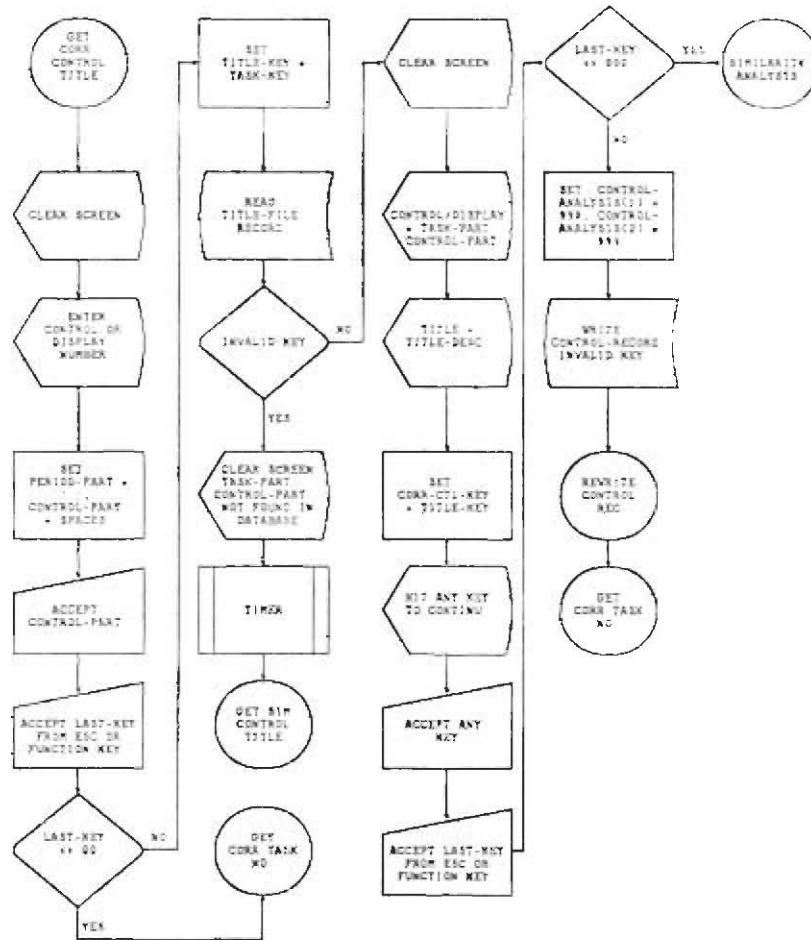 GET
CORR
CONTROL
TITLE
CLEAR SCREEN
ENTER
CONTROL OR
DISPLAY
NUMBER
SET
PERIOD-PART =
.
CONTROL-PART
= SPACES
ACCEPT
CONTROL-PART
ACCEPT LAST-KEY
FROM ESC OR
FUNCTION KEY
LAST-KEY
<> 00
NO
YES
SET
TITLE-KEY =
TASK-KEY
READ
TITLE-FILE
RECORD
INVALID KEY
NO
YES
CLEAR SCREEN
TASK-PART
CONTROL-PART
NOT FOUND IN
DATABASE
TIMER
GET SIM
CONTROL
TITLE
GET
CORR TASK
NO
CLEAR SCREEN
CONTROL/DISPLAY
= TASK-PART
CONTROL-PART
TITLE =
TITLE-DESC
SET
CORR-CTL-KEY
= TITLE-KEY
HIT ANY KEY
TO CONTINU
ACCEPT ANY
KEY
ACCEPT LAST-KEY
FROM ESC OR
FUNCTION KEY
LAST-KEY
YES
SIMILARITY
ANALYSIS
NO
SET CONTROL-
ANALYSIS(1) =
999, CONTROL-
ANALYSIS(2) =
999
WRITE
CONTROL-RECORD
INVALID KEY
REWRITE
CONTROL
REC
GET
CORR TASK
NO